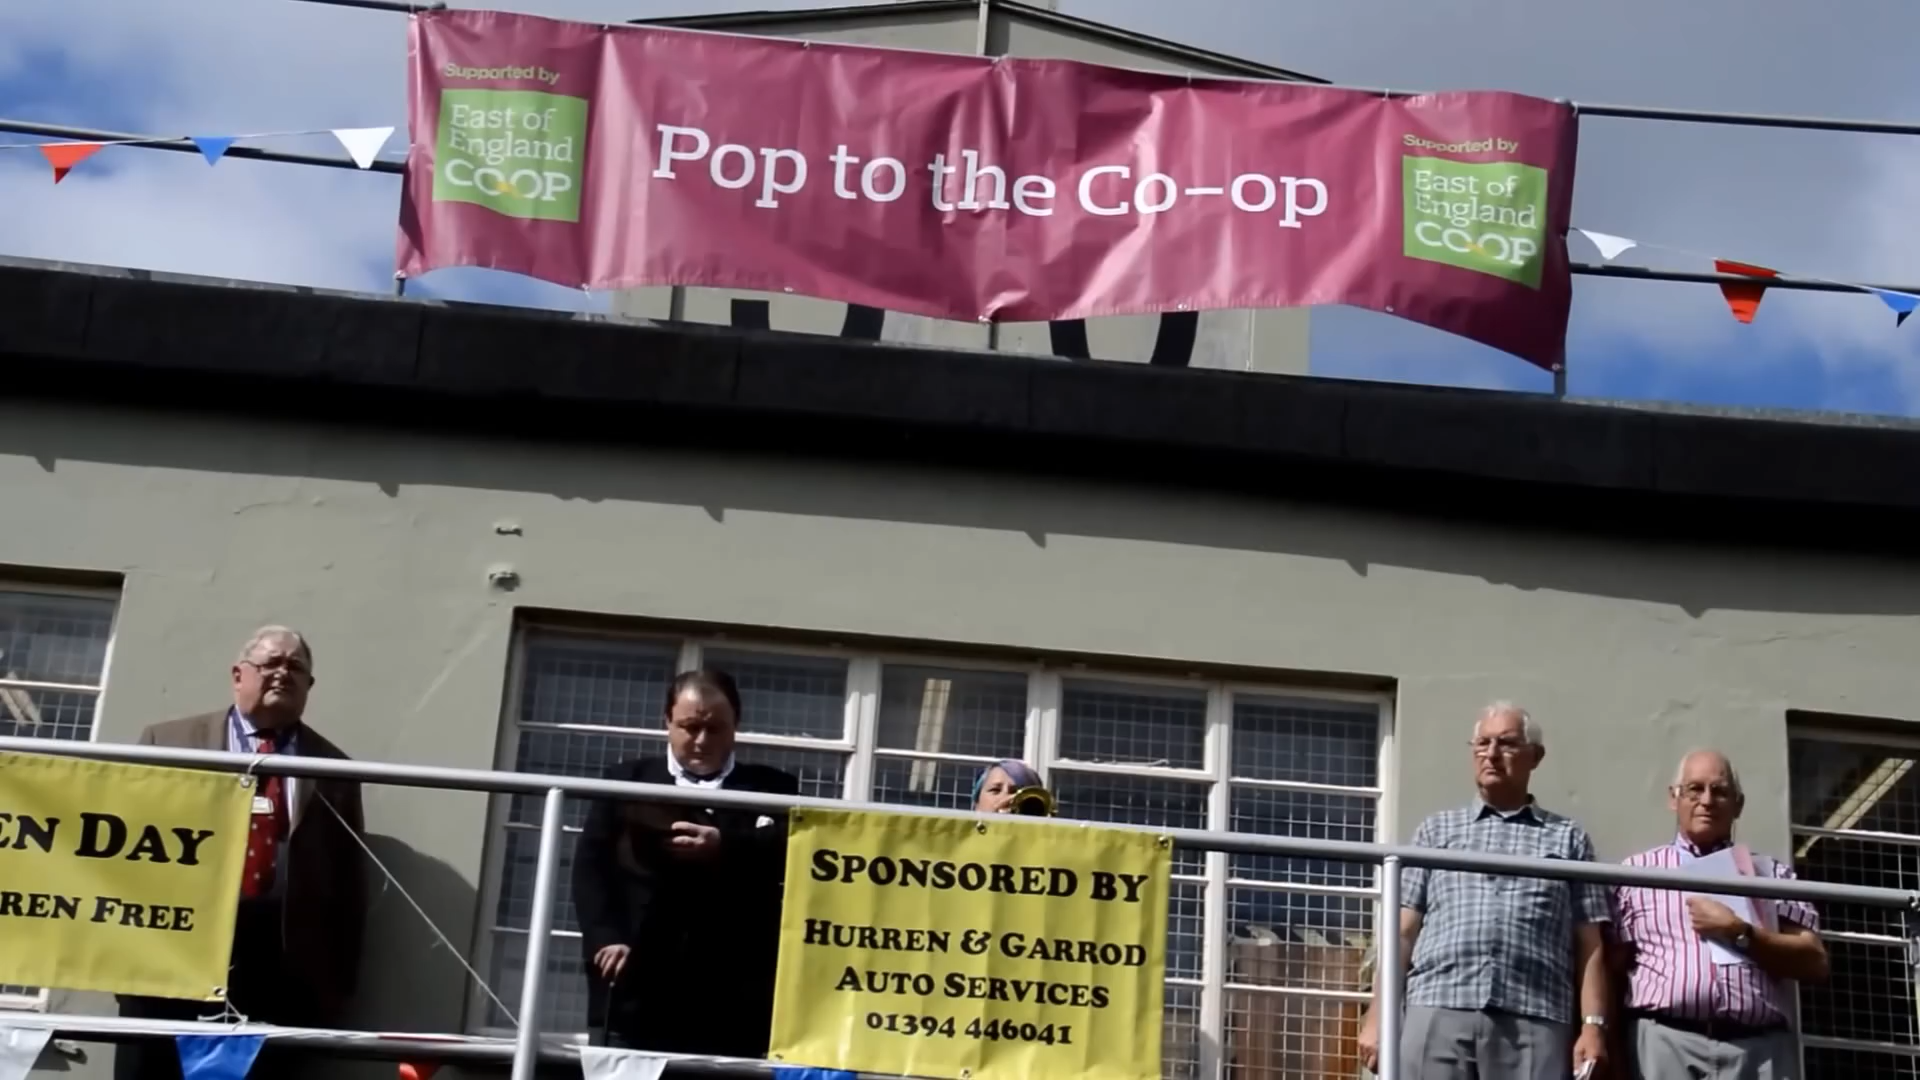 Supported by
East of
England
CO-OP
Pop to the Co-op
Supported by
East of
England
CO-OP
EN DAY
REN FREE
SPONSORED BY
HURREN & GARROD
AUTO SERVICES
01394 446041